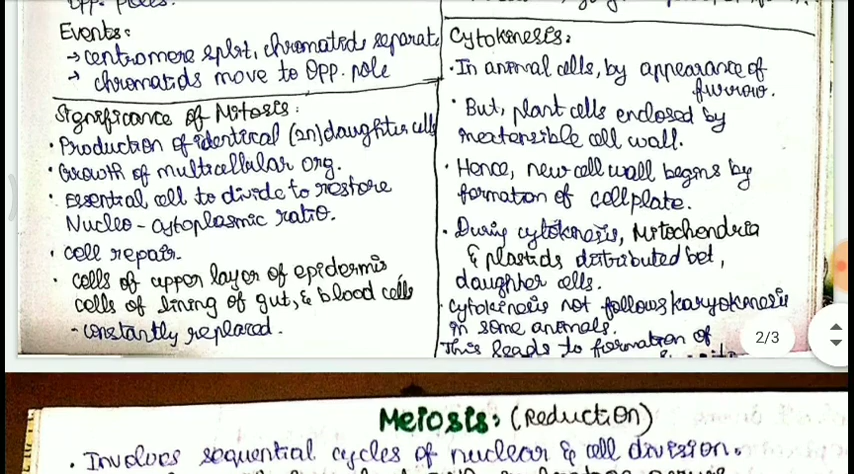 Opp. poles.
Events:
→ centromere split, chromatids separate
→ chromatids move to opp. pole
Significance of Mitosis:
• Production of identical (2n) daughter cells
• Growth of multicellular org.
• Essential cell to divide to restore
Nucleo-cytoplasmic ratio.
• cell repair.
• cells of upper layer of epidermis
cells of lining of gut, & blood cells
- constantly replaced.
Cytokinesis:
• In animal cells, by appearance of
furrow.
• But, plant cells enclosed by
inextensible cell wall.
• Hence, new cell wall begins by
formation of cell plate.
• During cytokinesis, Mitochondria
& plastids distributed bet,
daughter cells.
• Cytokinesis not follows karyokinesis
in some animals.
This leads to formation of
2/3
Meiosis: (Reduction)
• Involves sequential cycles of nuclear & cell division.